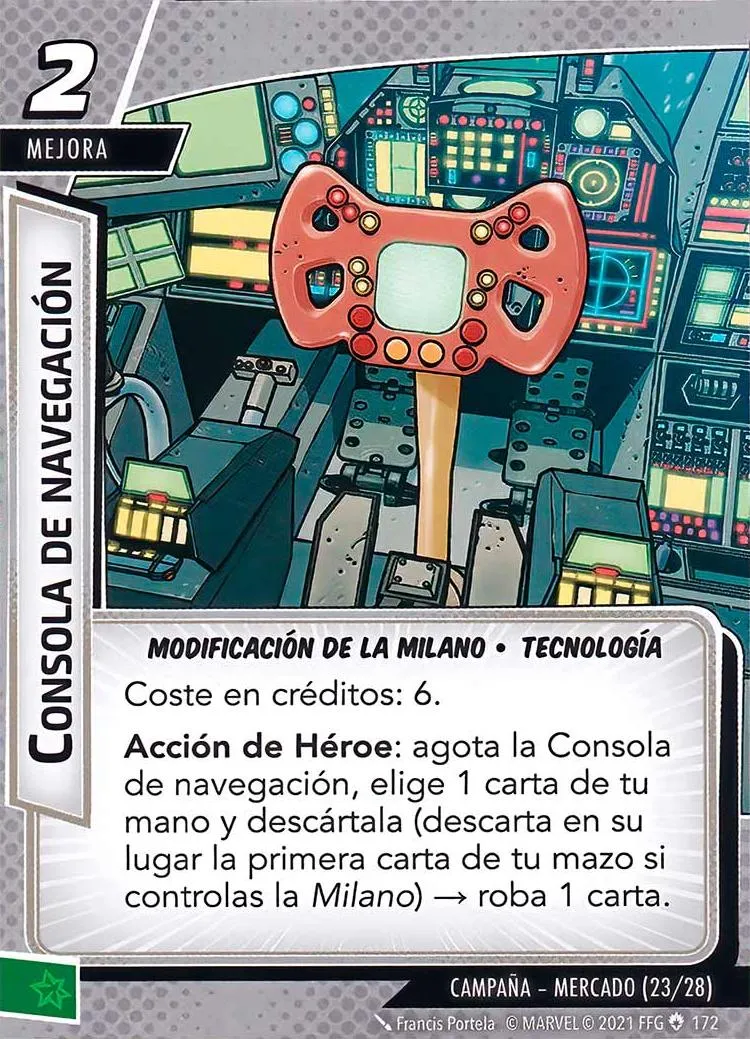 2
MEJORA
CONSOLA DE NAVEGACIÓN
MODIFICACIÓN DE LA MILANO • TECNOLOGÍA
Coste en créditos: 6.
Acción de Héroe: agota la Consola
de navegación, elige 1 carta de tu
mano y descártala (descarta en su
lugar la primera carta de tu mazo si
controlas la Milano) → roba 1 carta.
CAMPAÑA – MERCADO (23/28)
Francis Portela © MARVEL © 2021 FFG 172